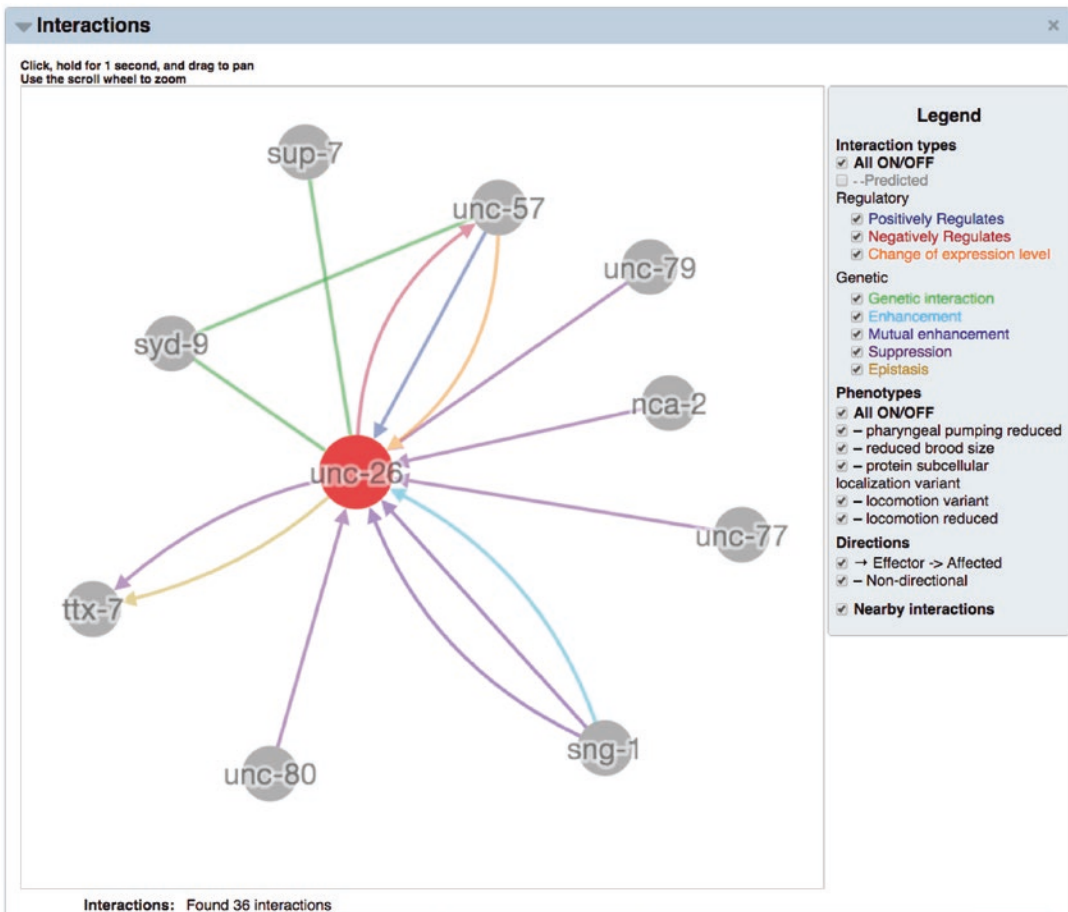 Interactions
Click, hold for 1 second, and drag to pan
Use the scroll wheel to zoom
sup-7
unc-57
unc-79
syd-9
nca-2
unc-26
unc-77
ttx-7
sng-1
unc-80
Legend
Interaction types
All ON/OFF
--Predicted
Regulatory
Positively Regulates
Negatively Regulates
Change of expression level
Genetic
Genetic interaction
Enhancement
Mutual enhancement
Suppression
Epistasis
Phenotypes
All ON/OFF
– pharyngeal pumping reduced
– reduced brood size
– protein subcellular
localization variant
– locomotion variant
– locomotion reduced
Directions
→ Effector -> Affected
– Non-directional
Nearby interactions
Interactions: Found 36 interactions